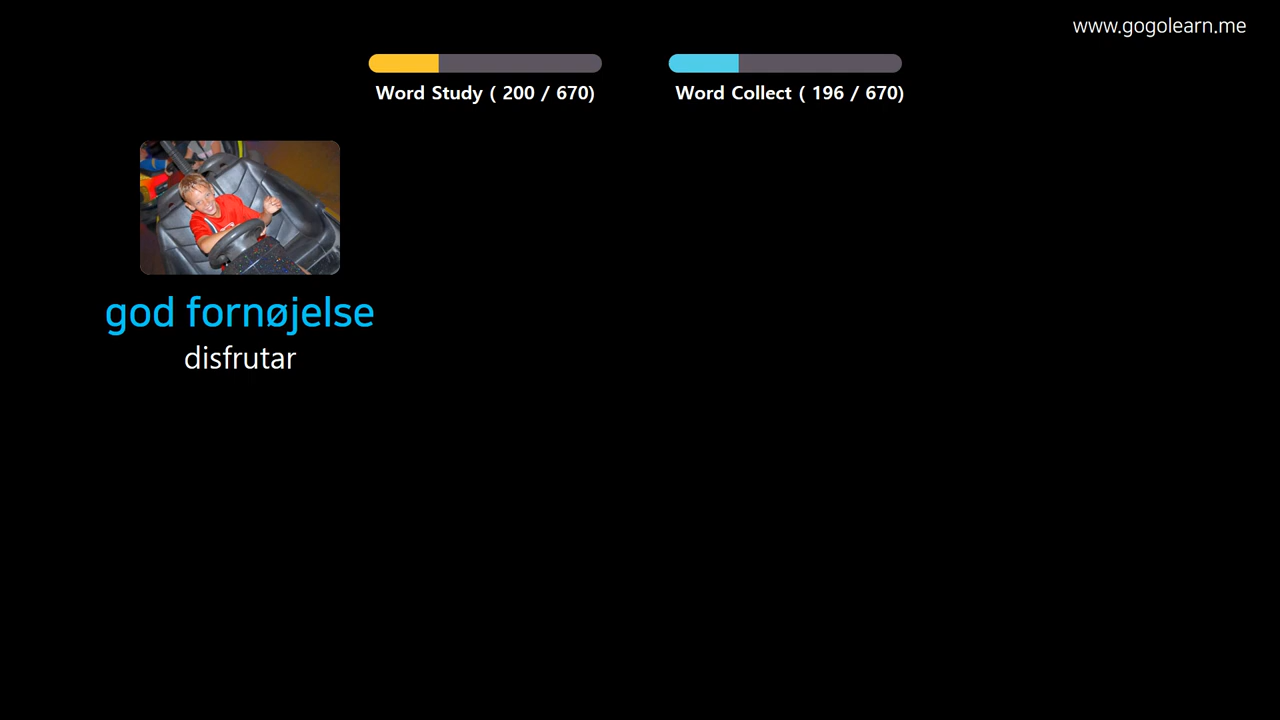 www.gogolearn.me
Word Study ( 200 / 670)
Word Collect ( 196 / 670)
god fornøjelse
disfrutar